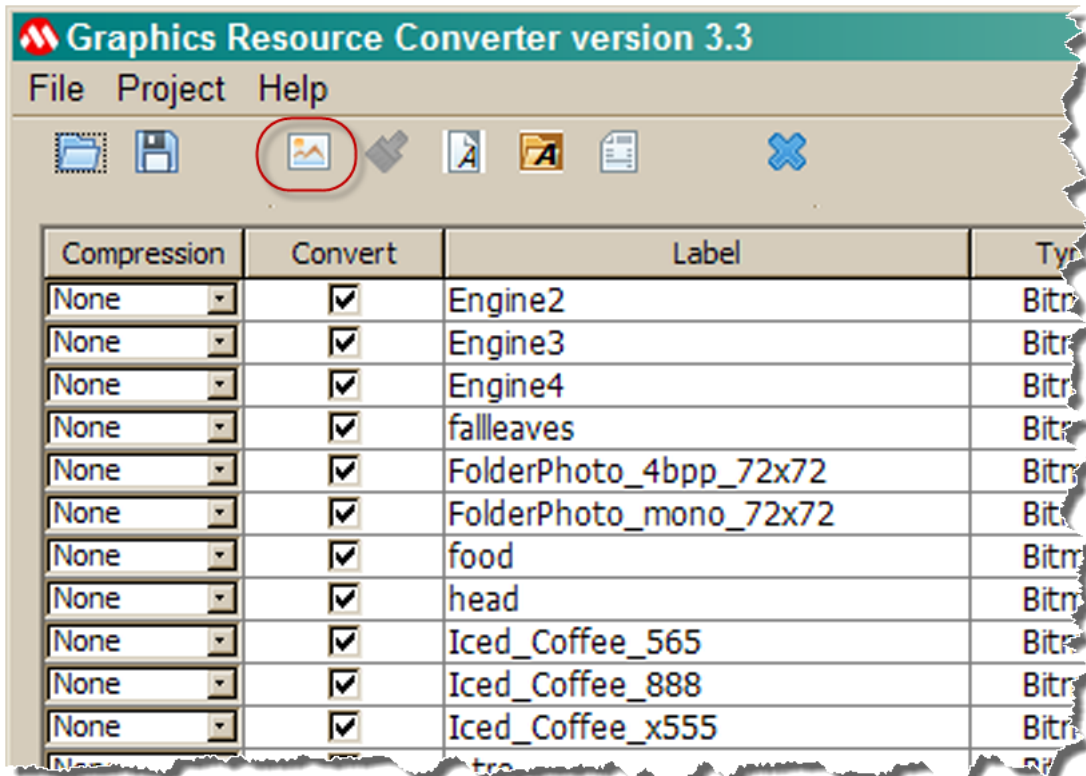 Graphics Resource Converter version 3.3
File Project Help
Compression Convert Label
None Engine2
None Engine3
None Engine4
None fallleaves
None FolderPhoto_4bpp_72x72
None FolderPhoto_mono_72x72
None food
None head
None Iced_Coffee_565
None Iced_Coffee_888
None Iced_Coffee_x555